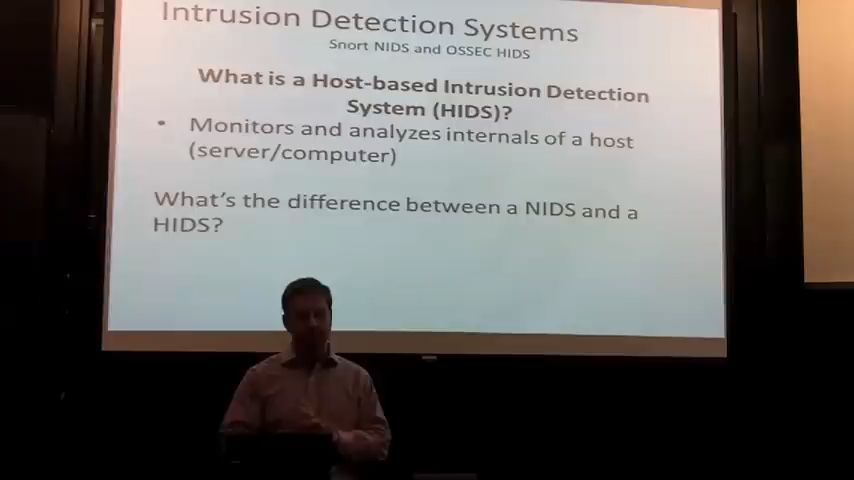 Intrusion Detection Systems
Snort NIDS and OSSEC HIDS
What is a Host-based Intrusion Detection
System (HIDS)?
• Monitors and analyzes internals of a host
(server/computer)
What's the difference between a NIDS and a
HIDS?